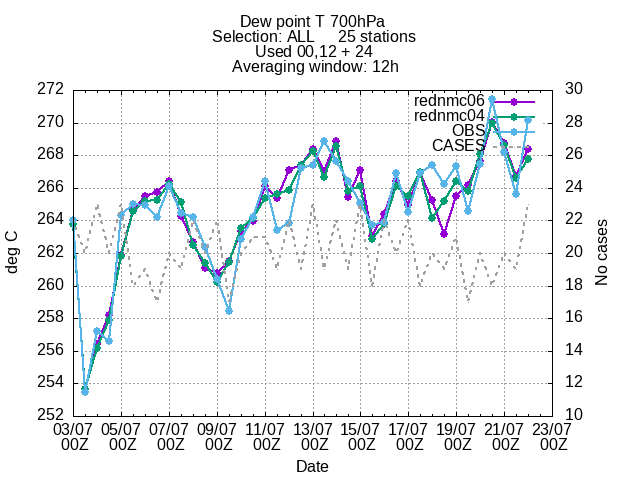 Dew point T 700hPa
Selection: ALL 25 stations
Used 00,12 + 24
Averaging window: 12h
rednmc06
rednmc04
OBS
CASES
272
270
268
266
264
262
260
258
256
254
252
30
28
26
24
22
20
18
16
14
12
10
deg C
No cases
03/07 05/07 07/07 09/07 11/07 13/07 15/07 17/07 19/07 21/07 23/07
00Z 00Z 00Z 00Z 00Z 00Z 00Z 00Z 00Z 00Z 00Z
Date